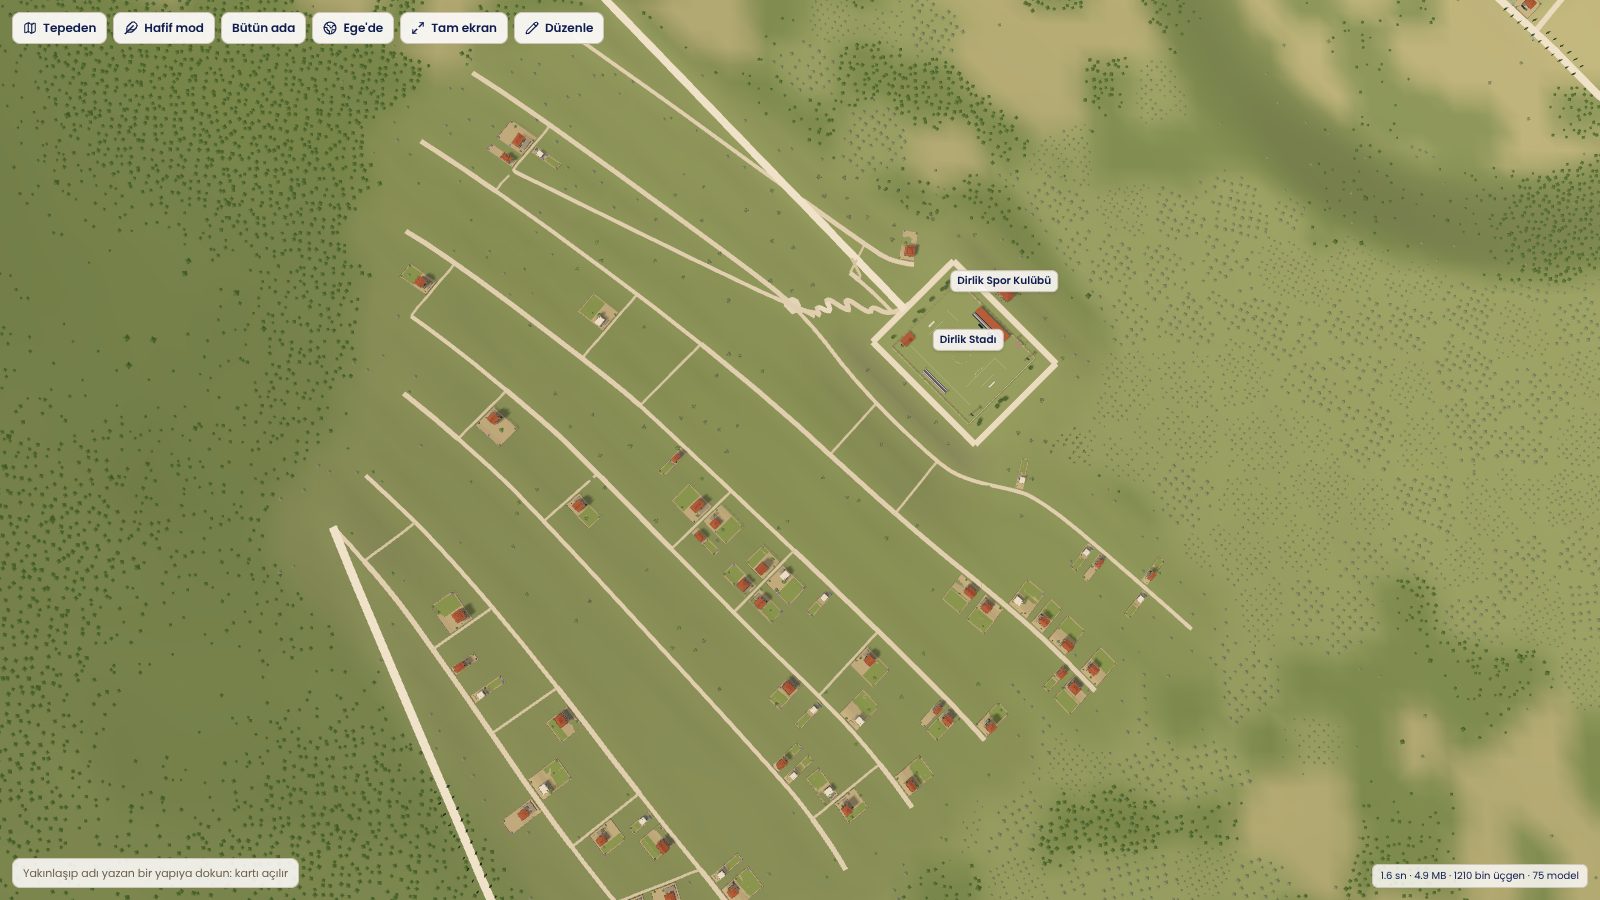 Tepeden
Hafif mod
Bütün ada
Ege'de
Tam ekran
Düzenle
Dirlik Spor Kulübü
Dirlik Stadı
Yakınlaşıp adı yazan bir yapıya dokun: kartı açılır
1.6 sn · 4.9 MB · 1210 bin üçgen · 75 model